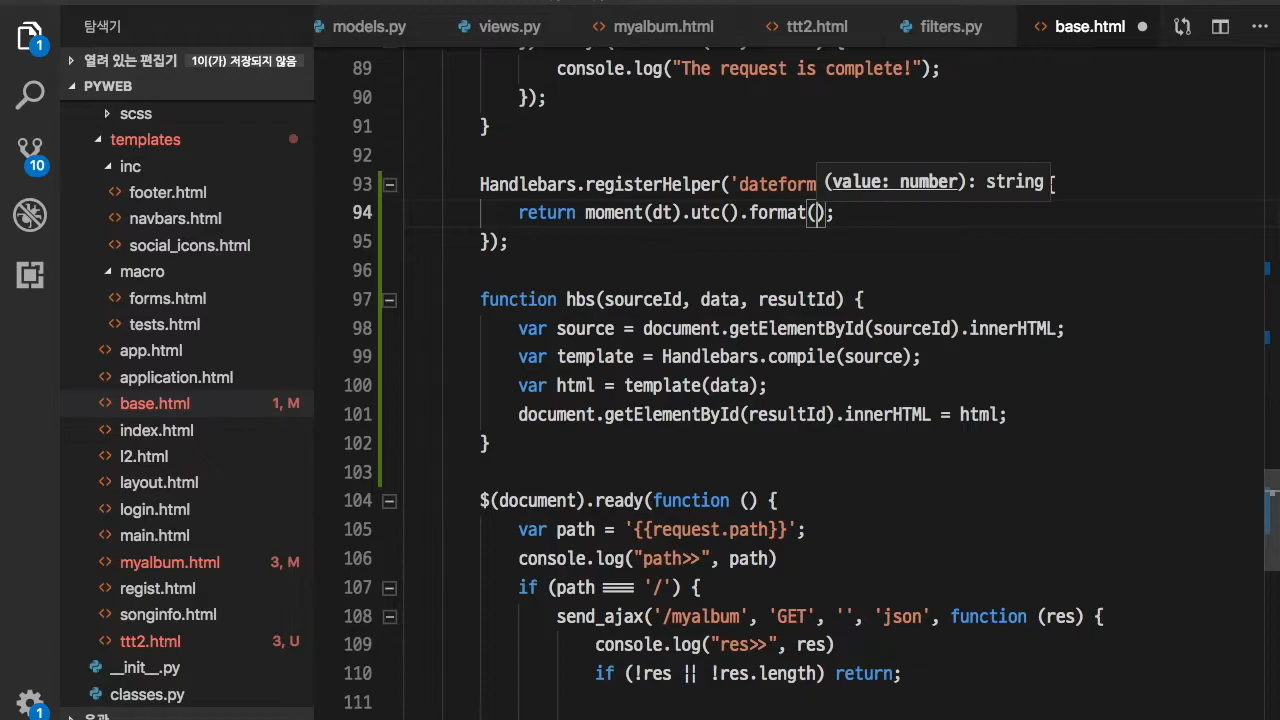 탐색기
models.py
views.py
myalbum.html
ttt2.html
filters.py
base.html
1
열려 있는 편집기 1이(가) 저장되지 않음
PYWEB
scss
templates
inc
footer.html
navbars.html
social_icons.html
macro
forms.html
tests.html
app.html
application.html
base.html 1, M
index.html
l2.html
layout.html
login.html
main.html
myalbum.html 3, M
regist.html
songinfo.html
ttt2.html 3, U
__init__.py
classes.py
10
1
89 console.log("The request is complete!");
90 });
91 }
92
93 Handlebars.registerHelper('dateform
(value: number): string
94 return moment(dt).utc().format();
95 });
96
97 function hbs(sourceId, data, resultId) {
98 var source = document.getElementById(sourceId).innerHTML;
99 var template = Handlebars.compile(source);
100 var html = template(data);
101 document.getElementById(resultId).innerHTML = html;
102 }
103
104 $(document).ready(function () {
105 var path = '{{request.path}}';
106 console.log("path>>", path)
107 if (path === '/') {
108 send_ajax('/myalbum', 'GET', '', 'json', function (res) {
109 console.log("res>>", res)
110 if (!res || !res.length) return;
111